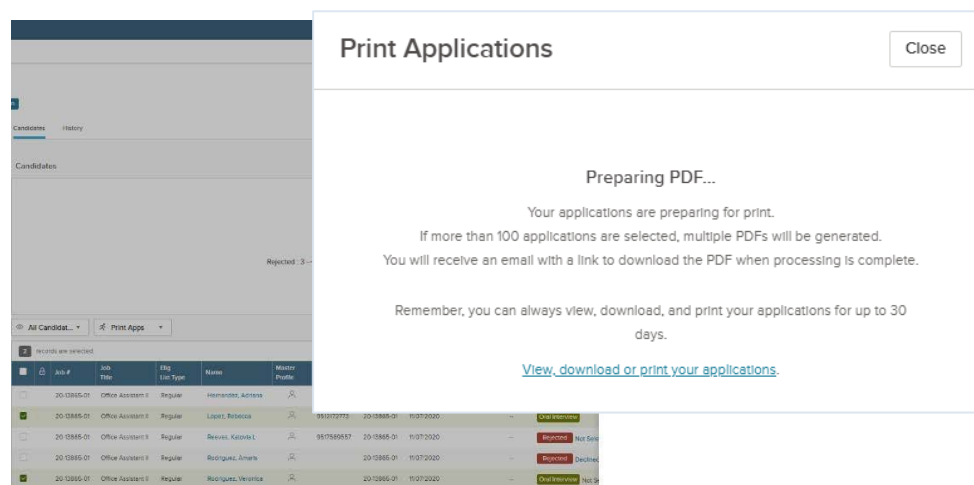 Print Applications
Close
Preparing PDF...
Your applications are preparing for print.
If more than 100 applications are selected, multiple PDFs will be generated.
You will receive an email with a link to download the PDF when processing is complete.
Remember, you can always view, download, and print your applications for up to 30
days.
View, download or print your applications.
Candidates History
Candidates
Rejected : 3
All Candidat... Print Apps
2 records are selected
Job # Job Title Elig List Type Name Master Profile
20-13865-01 Office Assistant II Regular Hernandez, Adriana
20-13865-01 Office Assistant II Regular Lopez, Rebecca 9512172773 20-13865-01 11/07/2020 -- Oral Interview
20-13865-01 Office Assistant II Regular Reeves, 9517589557 20-13865-01 11/07/2020 -- Rejected Not
20-13865-01 Office Assistant II Regular Rodriguez, 20-13865-01 11/07/2020 -- Rejected Declined
20-13865-01 Office Assistant II Regular Rodriguez, Veronica 20-13865-01 11/07/2020 -- Oral Interview Not